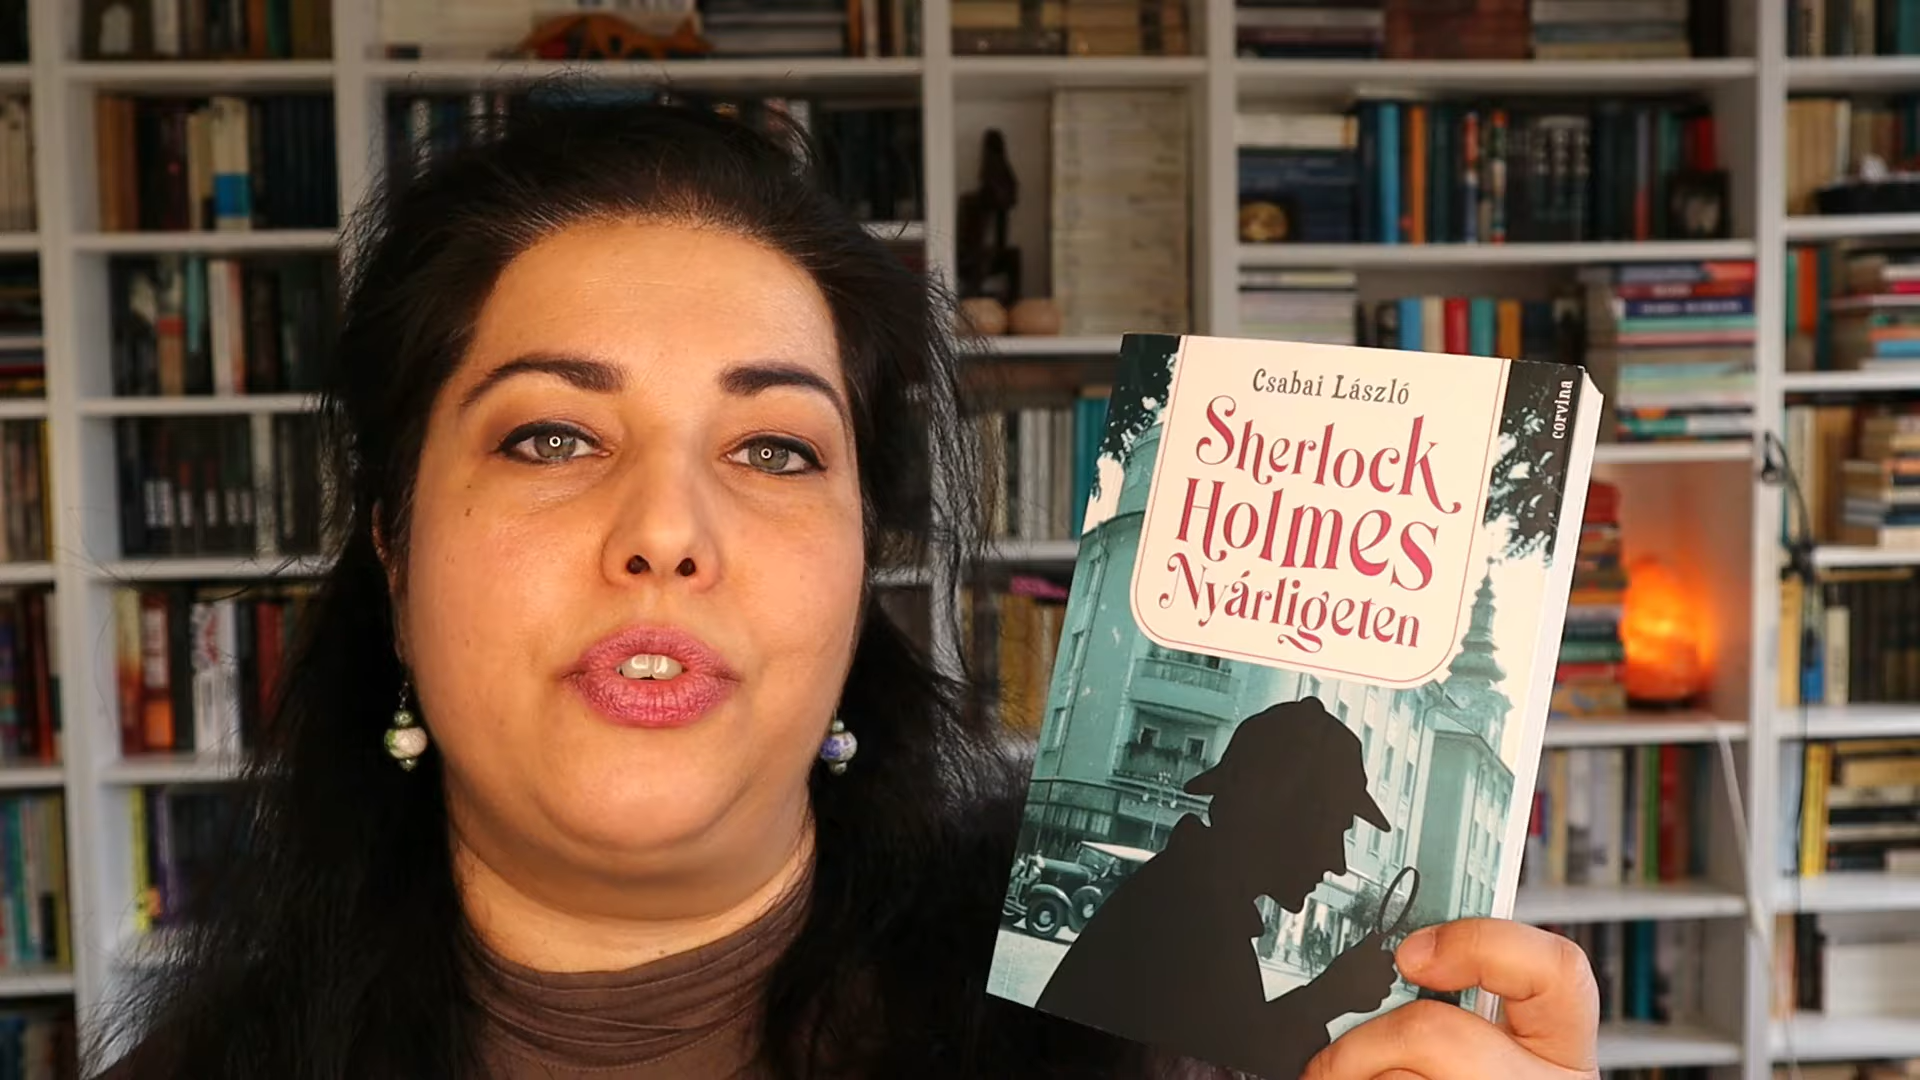 Csabai László
Sherlock
Holmes
Nyárligeten
corvina